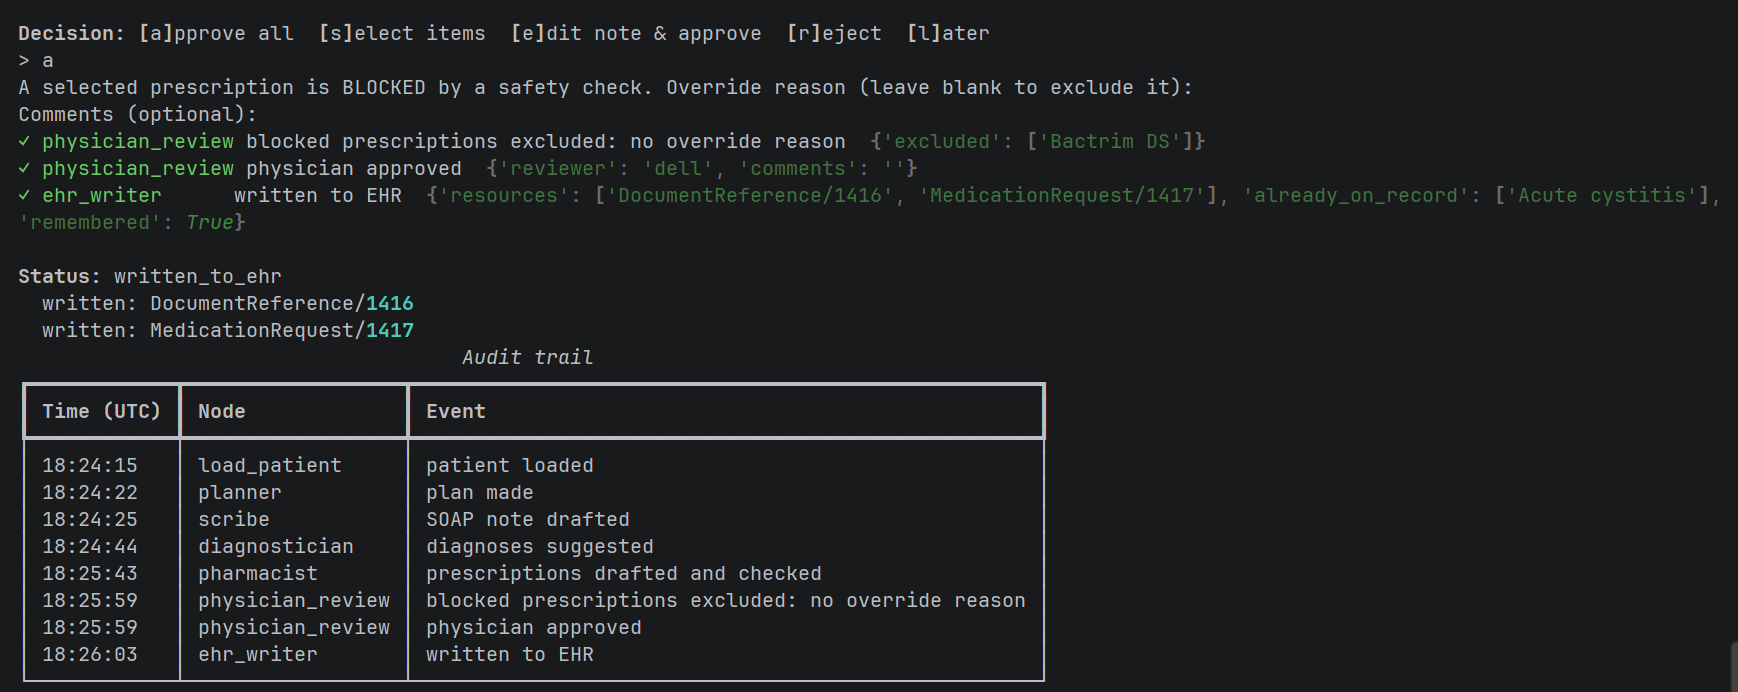 Decision: [a]pprove all  [s]elect items  [e]dit note & approve  [r]eject  [l]ater
> a
A selected prescription is BLOCKED by a safety check. Override reason (leave blank to exclude it):
Comments (optional):
✓ physician_review blocked prescriptions excluded: no override reason  {'excluded': ['Bactrim DS']}
✓ physician_review physician approved  {'reviewer': 'dell', 'comments': ''}
✓ ehr_writer      written to EHR  {'resources': ['DocumentReference/1416', 'MedicationRequest/1417'], 'already_on_record': ['Acute cystitis'],
'remembered': True}
Status: written_to_ehr
written: DocumentReference/1416
written: MedicationRequest/1417
Audit trail
Time (UTC) Node Event
18:24:15 load_patient patient loaded
18:24:22 planner plan made
18:24:25 scribe SOAP note drafted
18:24:44 diagnostician diagnoses suggested
18:25:43 pharmacist prescriptions drafted and checked
18:25:59 physician_review blocked prescriptions excluded: no override reason
18:25:59 physician_review physician approved
18:26:03 ehr_writer written to EHR